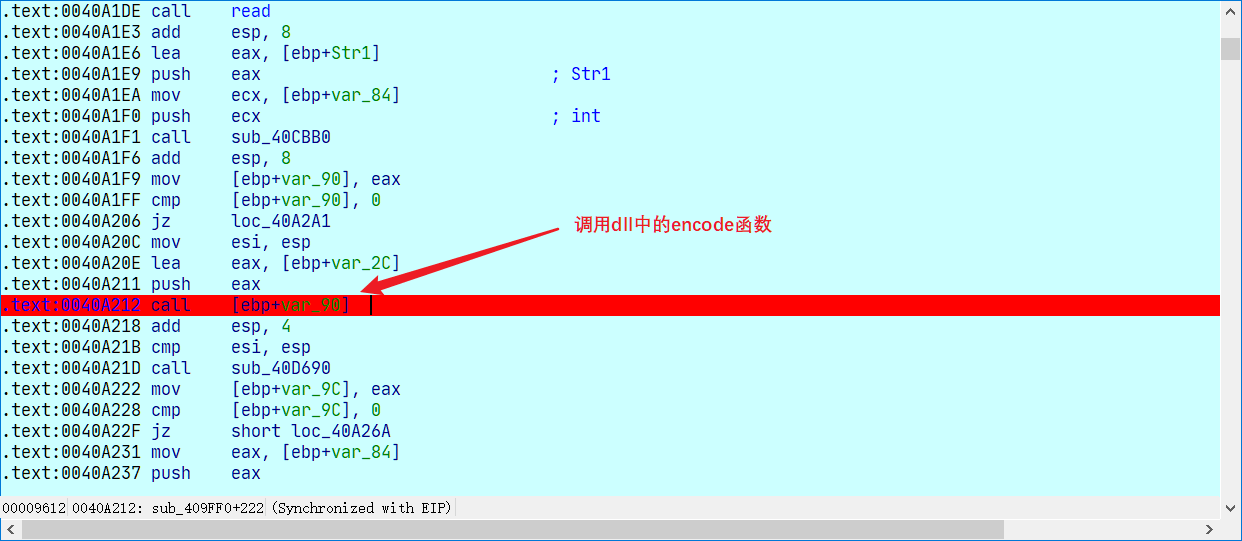 .text:0040A1DE call    read
.text:0040A1E3 add     esp, 8
.text:0040A1E6 lea     eax, [ebp+Str1]
.text:0040A1E9 push    eax                             ; Str1
.text:0040A1EA mov     ecx, [ebp+var_84]
.text:0040A1F0 push    ecx                             ; int
.text:0040A1F1 call    sub_40CBB0
.text:0040A1F6 add     esp, 8
.text:0040A1F9 mov     [ebp+var_90], eax
.text:0040A1FF cmp     [ebp+var_90], 0
.text:0040A206 jz      loc_40A2A1
调用dll中的encode函数
.text:0040A20C mov     esi, esp
.text:0040A20E lea     eax, [ebp+var_2C]
.text:0040A211 push    eax
.text:0040A212 call    [ebp+var_90]
.text:0040A218 add     esp, 4
.text:0040A21B cmp     esi, esp
.text:0040A21D call    sub_40D690
.text:0040A222 mov     [ebp+var_9C], eax
.text:0040A228 cmp     [ebp+var_9C], 0
.text:0040A22F jz      short loc_40A26A
.text:0040A231 mov     eax, [ebp+var_84]
.text:0040A237 push    eax
00009612 0040A212: sub_409FF0+222 (Synchronized with EIP)